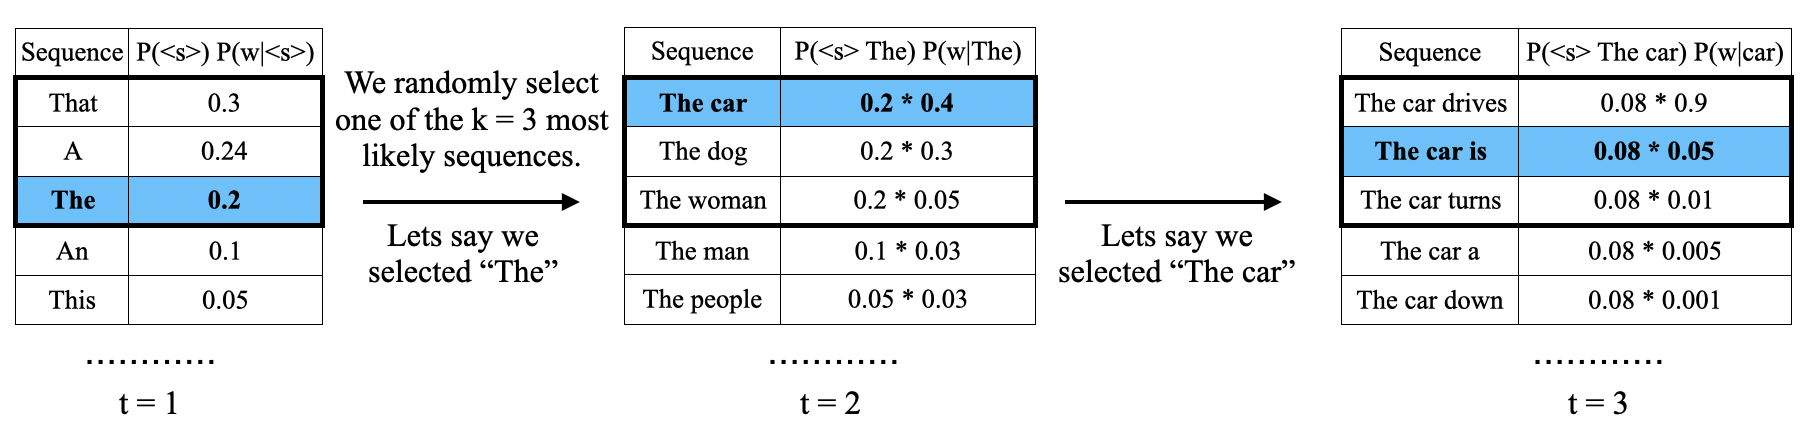 Sequence P(<s>) P(w|<s>)
That 0.3
A 0.24
The 0.2
An 0.1
This 0.05
............
t = 1
We randomly select
one of the k = 3 most
likely sequences.
Lets say we
selected “The”
Sequence P(<s> The) P(w|The)
The car 0.2 * 0.4
The dog 0.2 * 0.3
The woman 0.2 * 0.05
The man 0.1 * 0.03
The people 0.05 * 0.03
............
t = 2
Lets say we
selected “The car”
Sequence P(<s> The car) P(w|car)
The car drives 0.08 * 0.9
The car is 0.08 * 0.05
The car turns 0.08 * 0.01
The car a 0.08 * 0.005
The car down 0.08 * 0.001
............
t = 3